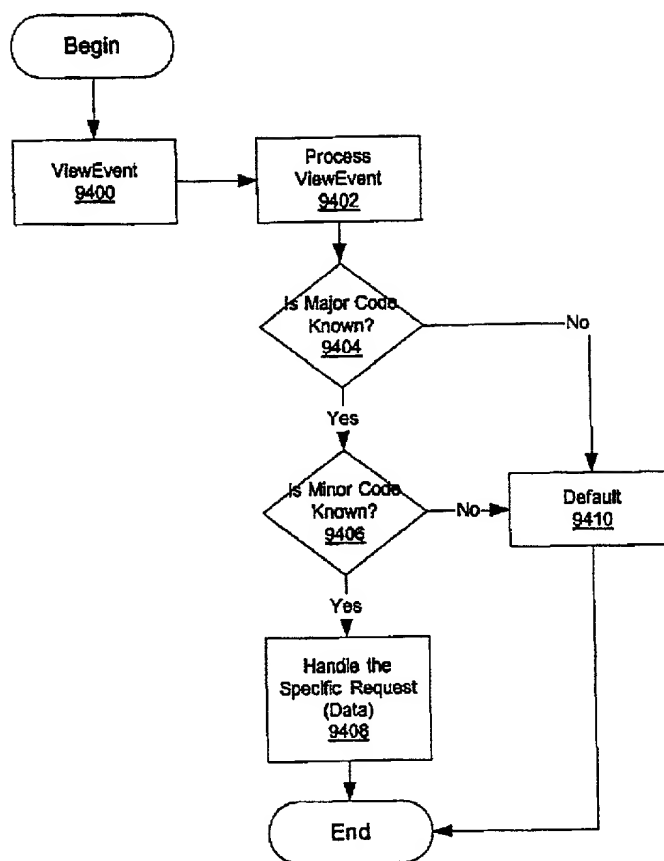 Begin
ViewEvent
9400
Process
ViewEvent
9402
Is Major Code
Known?
9404
No
Yes
Is Minor Code
Known?
9406
No
Default
9410
Yes
Handle the
Specific Request
(Data)
9408
End